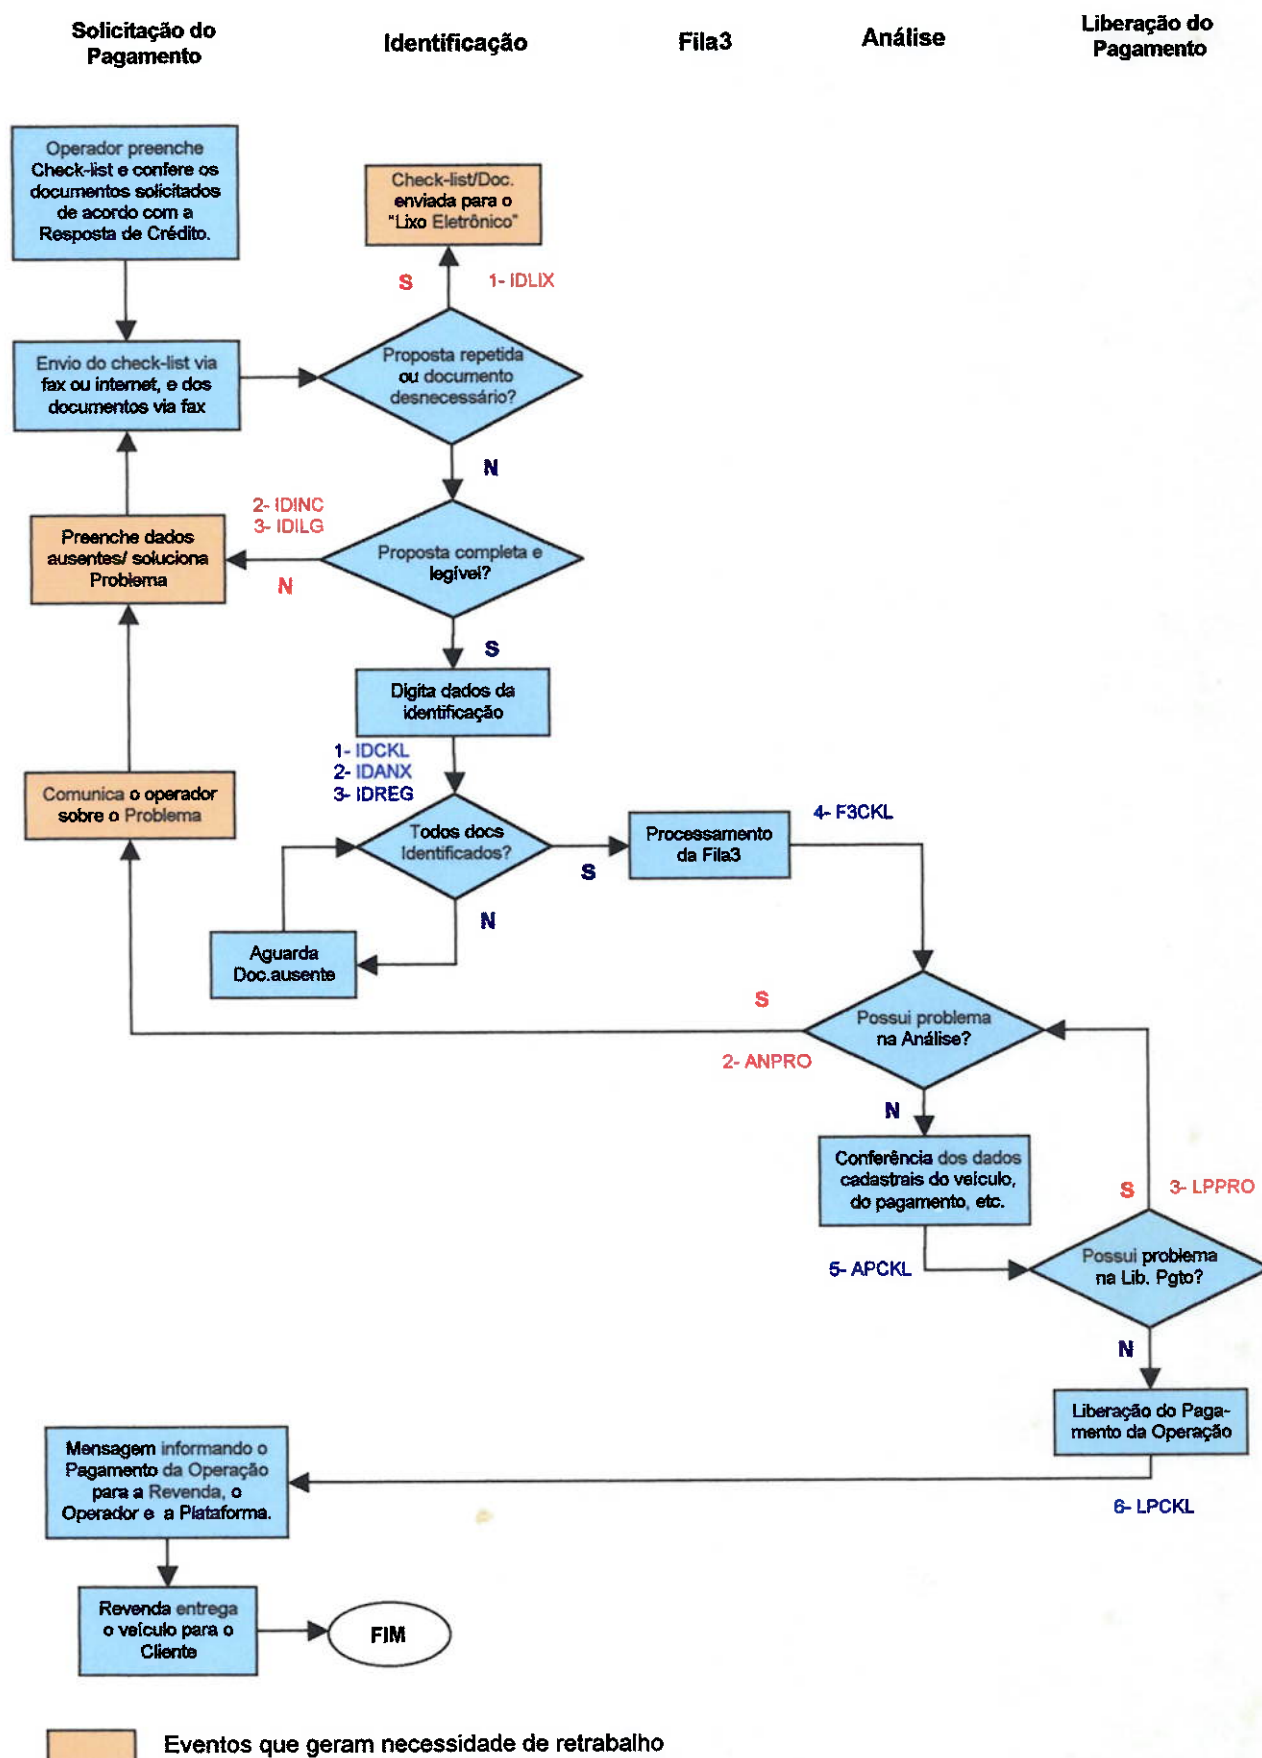 Solicitação do
Pagamento
Identificação
Fila3
Análise
Liberação do
Pagamento
Operador preenche
Check-list e confere os
documentos solicitados
de acordo com a
Resposta de Crédito.
Check-list/Doc.
enviada para o
"Lixo Eletrônico"
S
1- IDLIX
Envio do check-list via
fax ou internet, e dos
documentos via fax
Proposta repetida
ou documento
desnecessário?
N
2- IDINC
3- IDILG
Preenche dados
ausentes/ soluciona
Problema
N
Proposta completa e
legível?
S
Digita dados da
identificação
1- IDCKL
2- IDANX
3- IDREG
Comunica o operador
sobre o Problema
Todos docs
Identificados?
S
N
Processamento
da Fila3
4- F3CKL
Aguarda
Doc.ausente
S
2- ANPRO
Possui problema
na Análise?
N
Conferência dos dados
cadastrais do veículo,
do pagamento, etc.
S
3- LPPRO
5- APCKL
Possui problema
na Lib. Pgto?
N
Liberação do Paga-
mento da Operação
6- LPCKL
Mensagem informando o
Pagamento da Operação
para a Revenda, o
Operador e a Plataforma.
Revenda entrega
o veículo para o
Cliente
FIM
Eventos que geram necessidade de retrabalho